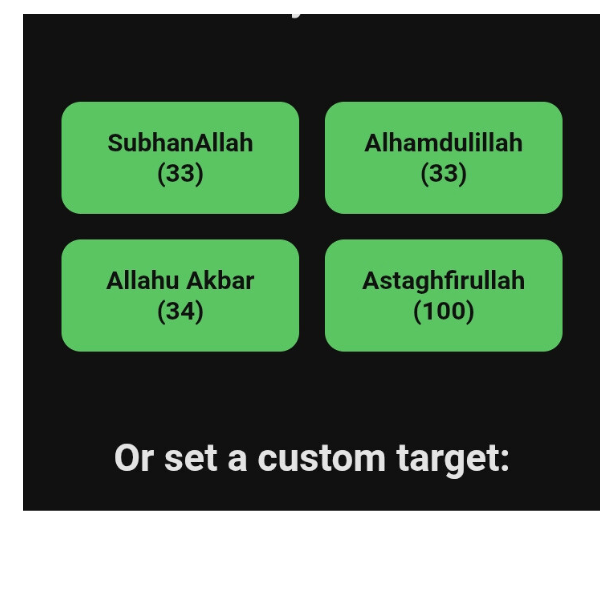 SubhanAllah
(33)
Alhamdulillah
(33)
Allahu Akbar
(34)
Astaghfirullah
(100)
Or set a custom target: